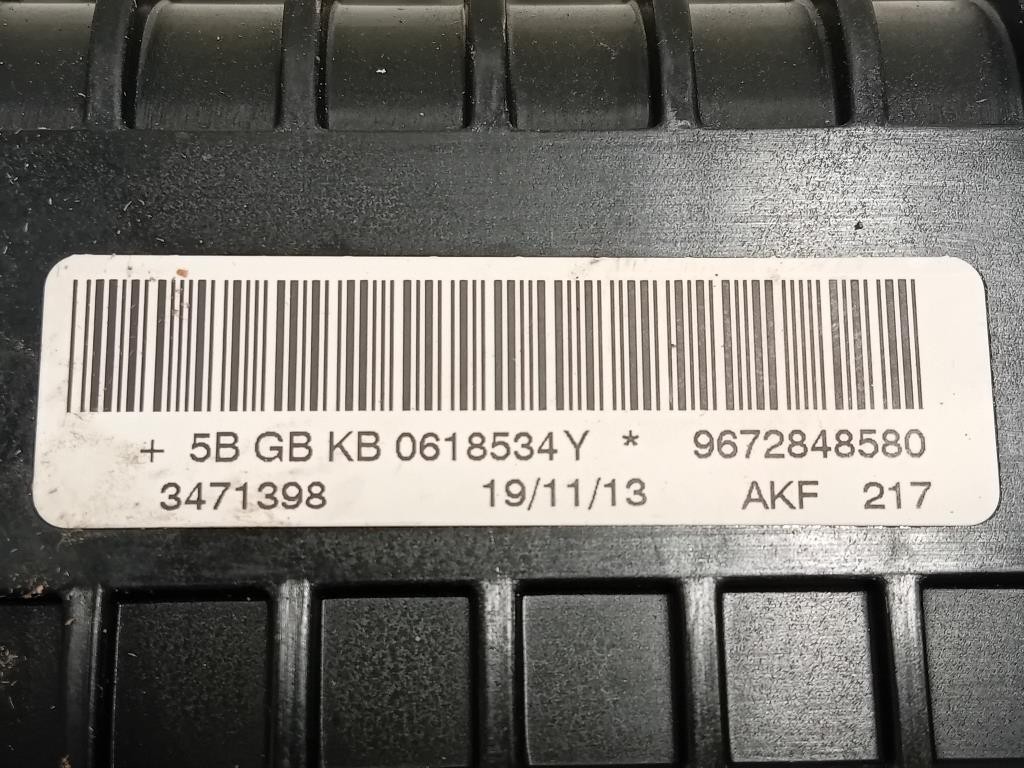 + 5B GB KB 0618534Y * 9672848580
3471398 19/11/13 AKF 217